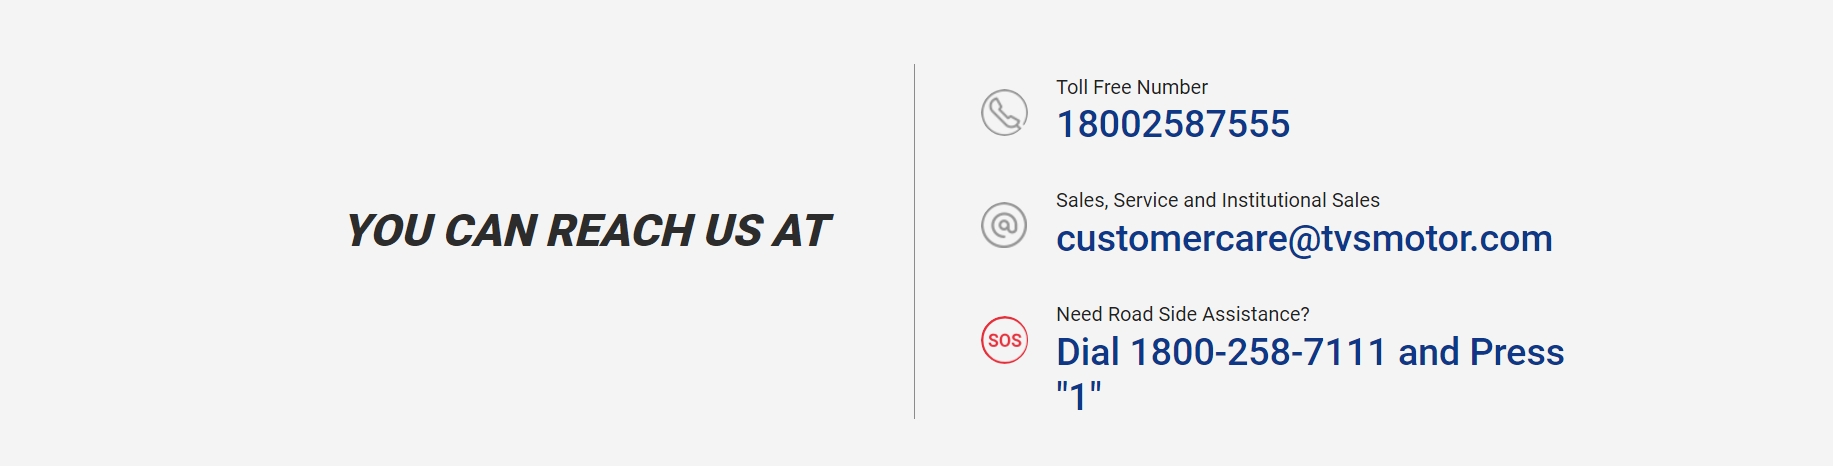 YOU CAN REACH US AT
Toll Free Number
18002587555
Sales, Service and Institutional Sales
customercare@tvsmotor.com
SOS
Need Road Side Assistance?
Dial 1800-258-7111 and Press
"1"